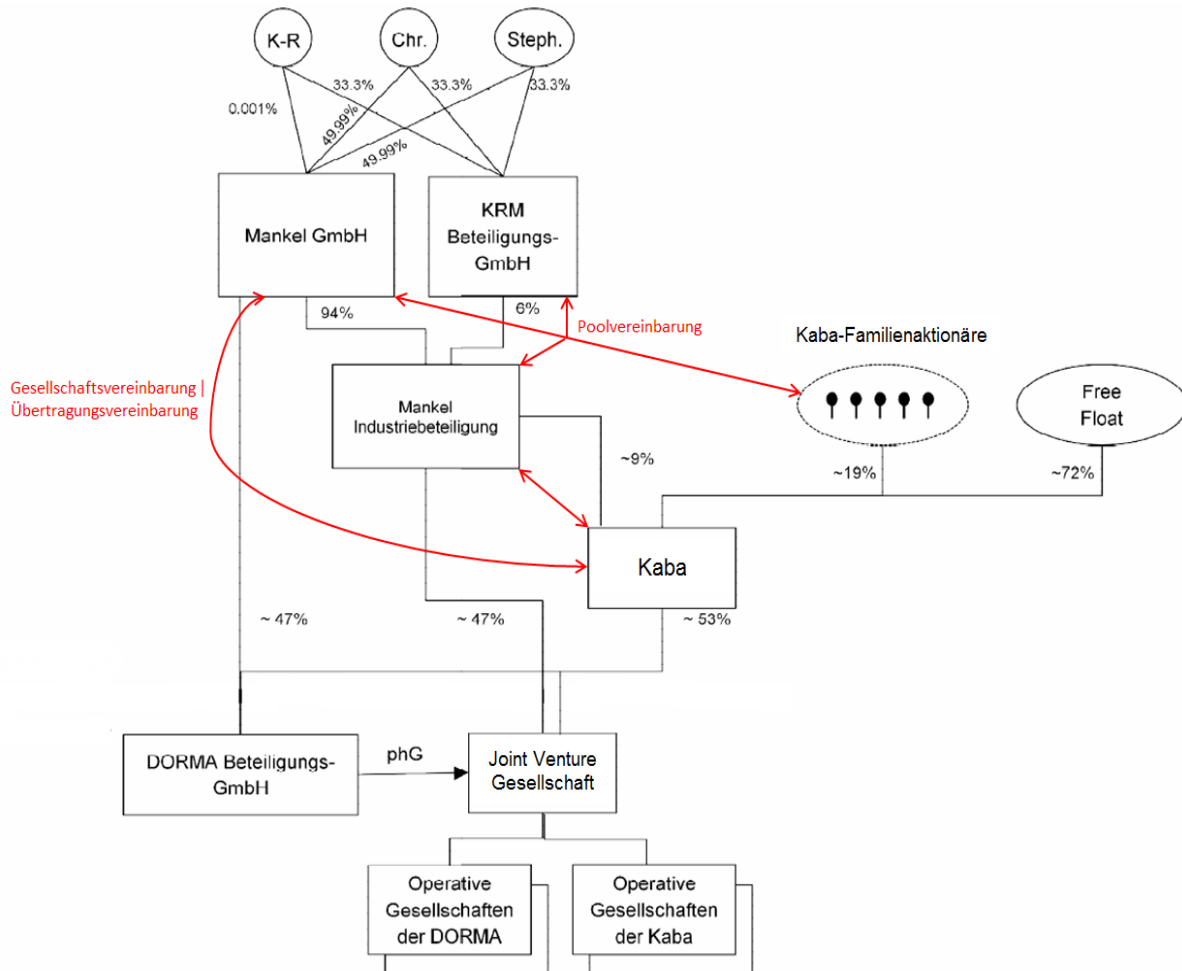 K-R
Chr.
Steph.
0.001%
33.3%
49.99%
33.3%
49.99%
33.3%
Mankel GmbH
KRM
Beteiligungs-
GmbH
94%
6%
Poolvereinbarung
Kaba-Familienaktionäre
Gesellschaftsvereinbarung |
Übertragungsvereinbarung
Mankel
Industriebeteiligung
Free
Float
~9%
~19%
~72%
Kaba
~ 47%
~ 47%
~ 53%
DORMA Beteiligungs-
GmbH
phG
Joint Venture
Gesellschaft
Operative
Gesellschaften
der DORMA
Operative
Gesellschaften
der Kaba